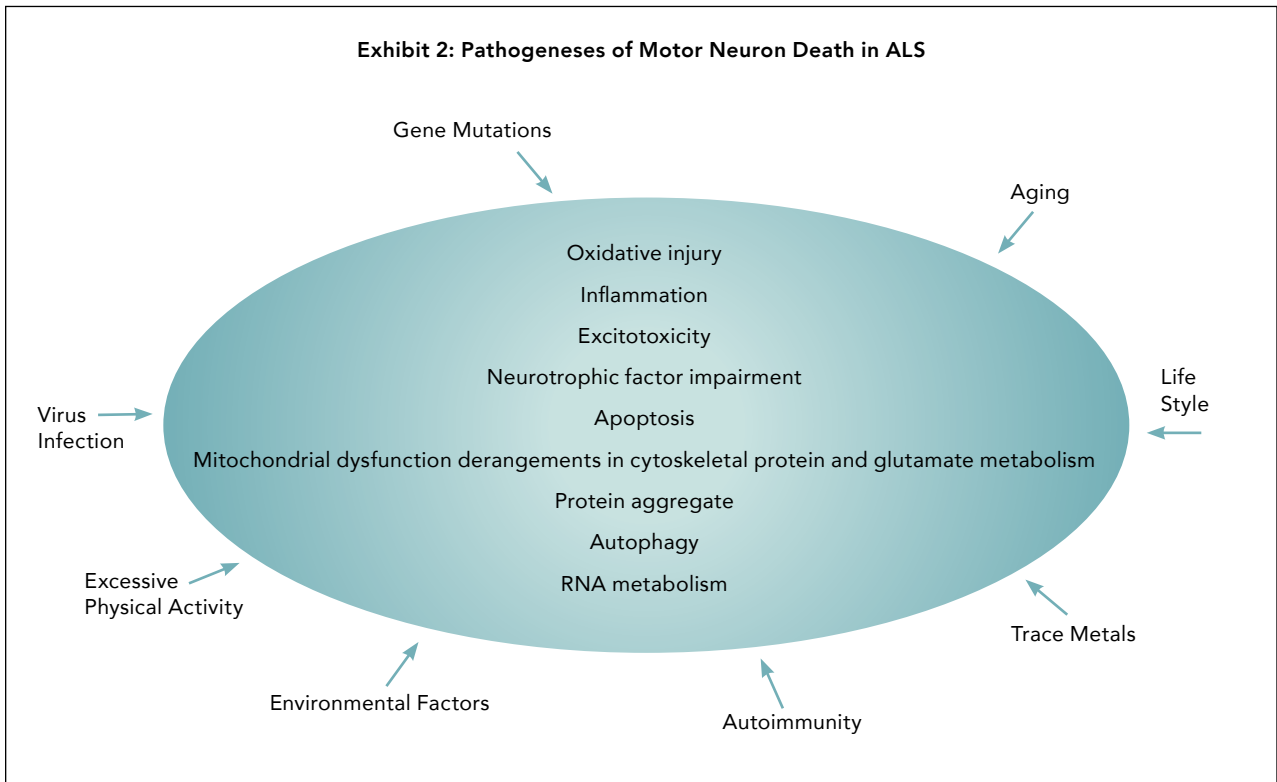 Exhibit 2: Pathogeneses of Motor Neuron Death in ALS
Gene Mutations
Aging
Oxidative injury
Inflammation
Excitotoxicity
Neurotrophic factor impairment
Life
Style
Virus
Infection
Apoptosis
Mitochondrial dysfunction derangements in cytoskeletal protein and glutamate metabolism
Protein aggregate
Autophagy
RNA metabolism
Excessive
Physical Activity
Trace Metals
Environmental Factors
Autoimmunity